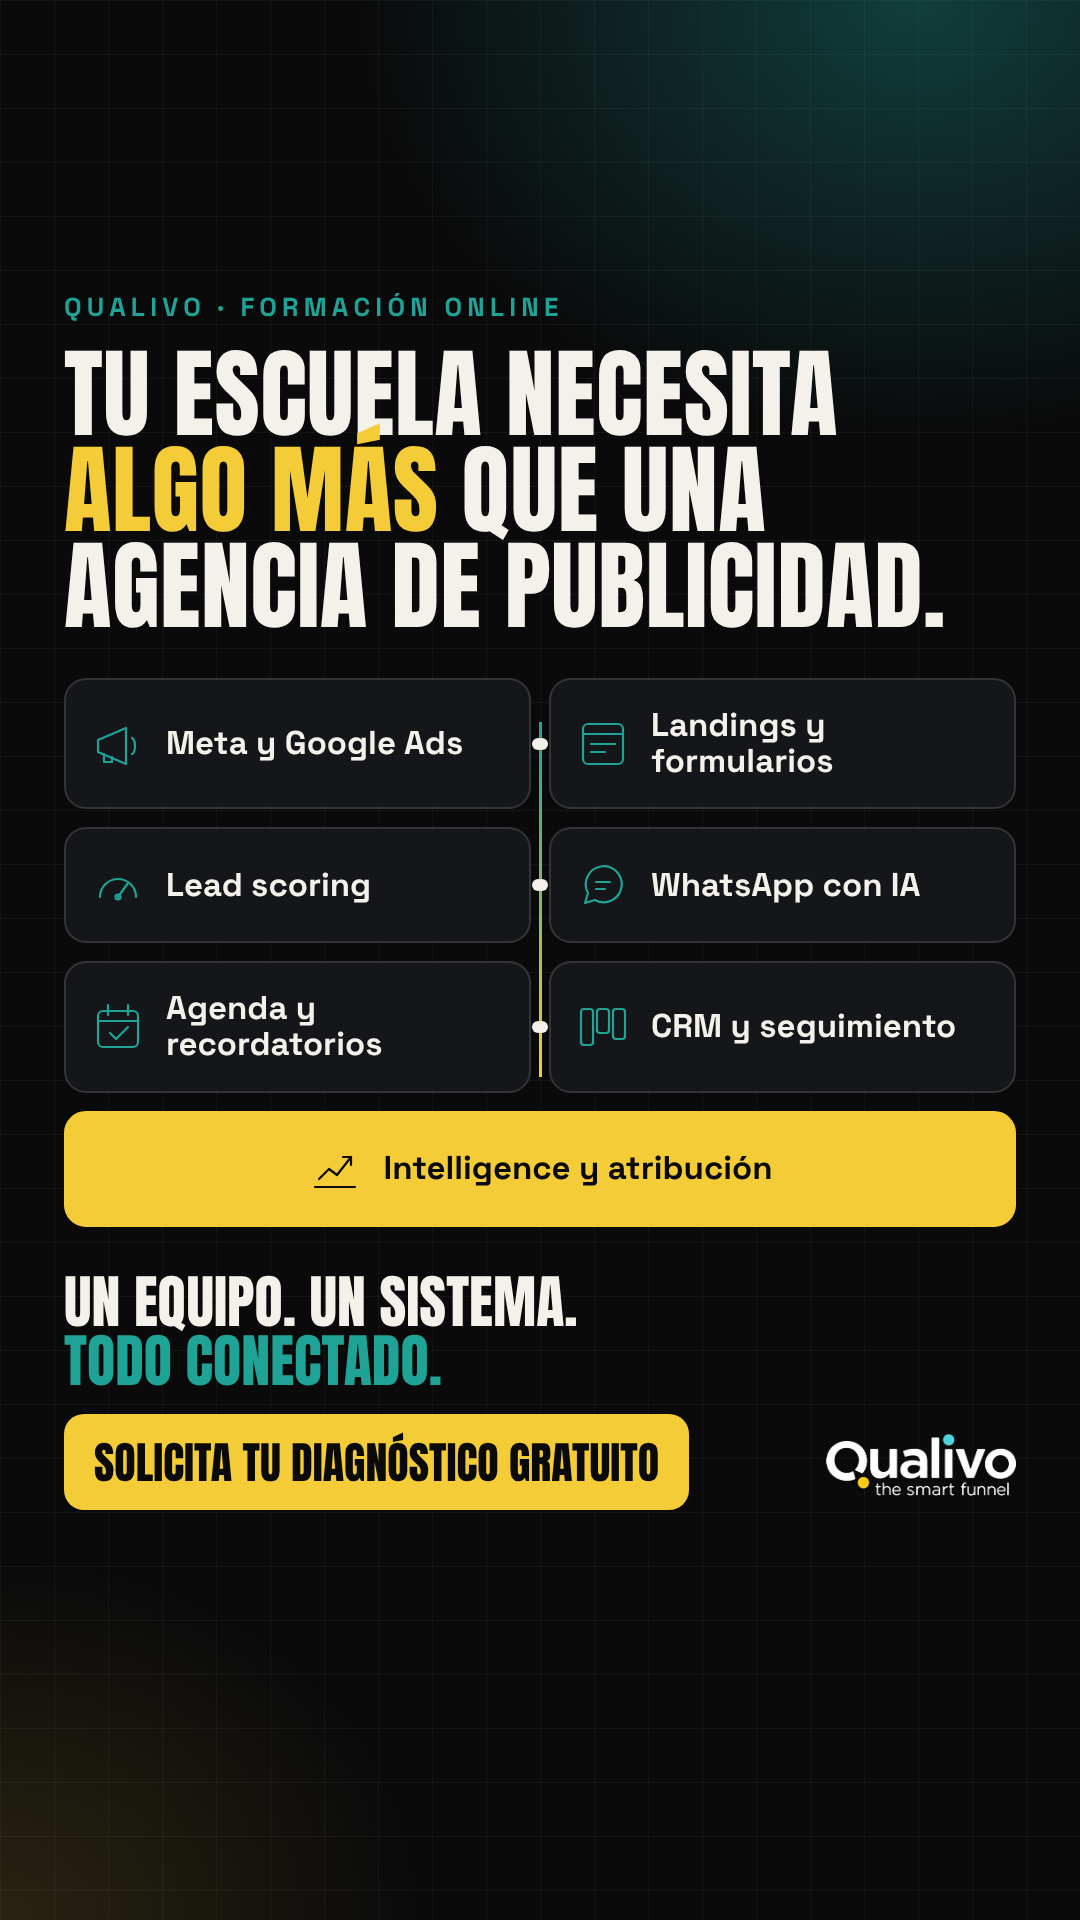 QUALIVO · FORMACIÓN ONLINE
TU ESCUELA NECESITA
ALGO MÁS QUE UNA
AGENCIA DE PUBLICIDAD.
Meta y Google Ads
Landings y
formularios
Lead scoring
WhatsApp con IA
Agenda y
recordatorios
CRM y seguimiento
Intelligence y atribución
UN EQUIPO. UN SISTEMA.
TODO CONECTADO.
SOLICITA TU DIAGNÓSTICO GRATUITO
Qualivo
the smart funnel